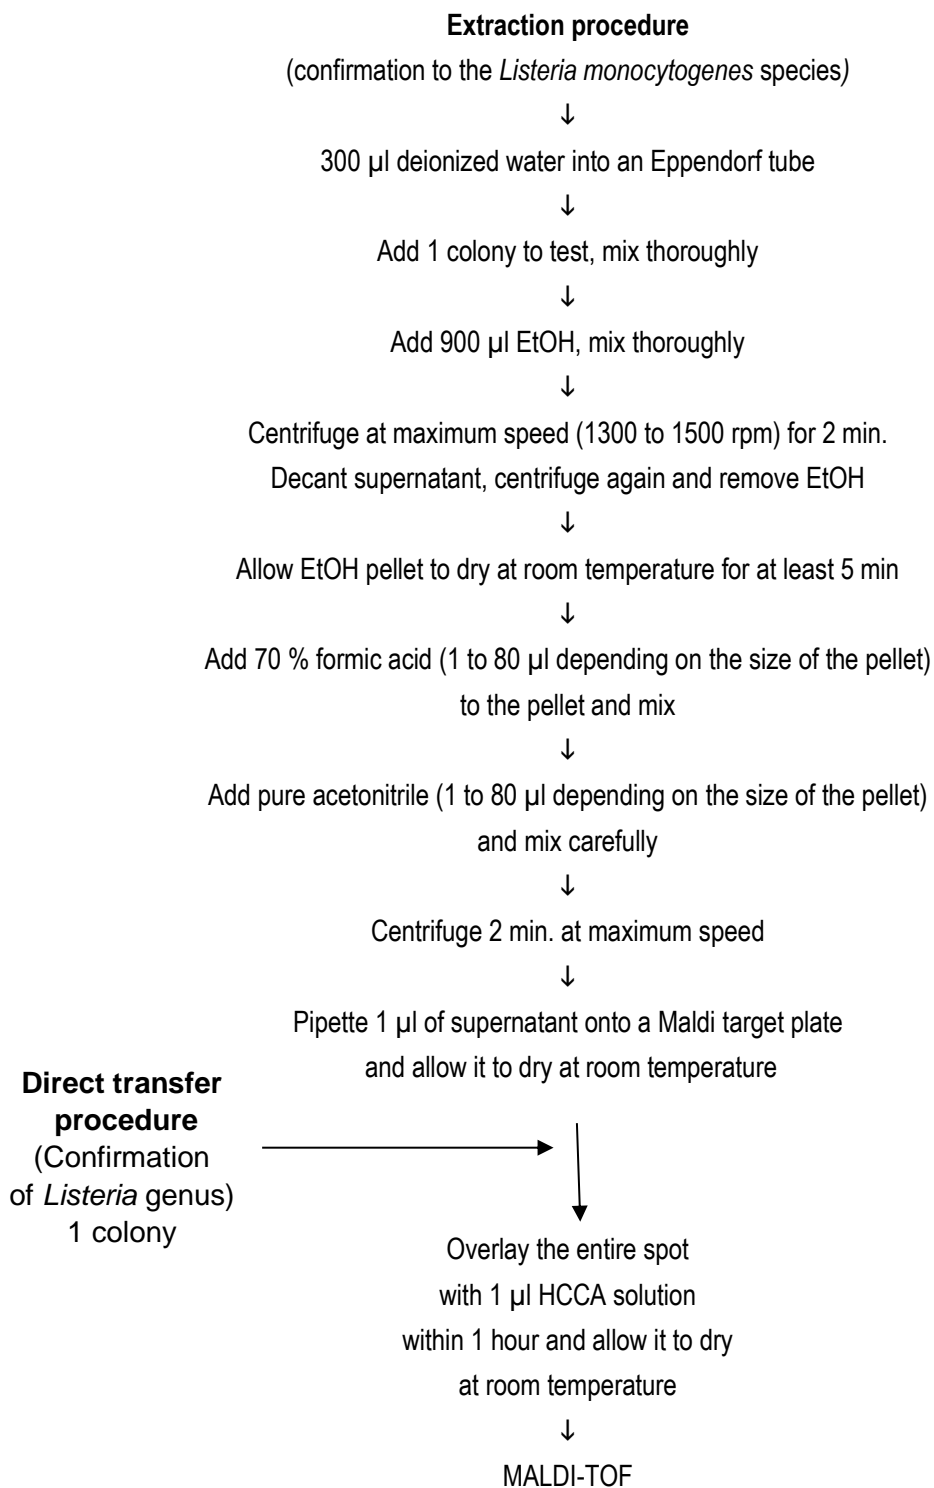 Extraction procedure
(confirmation to the Listeria monocytogenes species)
↓
300 µl deionized water into an Eppendorf tube
↓
Add 1 colony to test, mix thoroughly
↓
Add 900 µl EtOH, mix thoroughly
↓
Centrifuge at maximum speed (1300 to 1500 rpm) for 2 min.
Decant supernatant, centrifuge again and remove EtOH
↓
Allow EtOH pellet to dry at room temperature for at least 5 min
↓
Add 70 % formic acid (1 to 80 µl depending on the size of the pellet)
to the pellet and mix
↓
Add pure acetonitrile (1 to 80 µl depending on the size of the pellet)
and mix carefully
↓
Centrifuge 2 min. at maximum speed
↓
Pipette 1 µl of supernatant onto a Maldi target plate
and allow it to dry at room temperature
Direct transfer
procedure
(Confirmation
of Listeria genus)
1 colony
Overlay the entire spot
with 1 µl HCCA solution
within 1 hour and allow it to dry
at room temperature
↓
MALDI-TOF